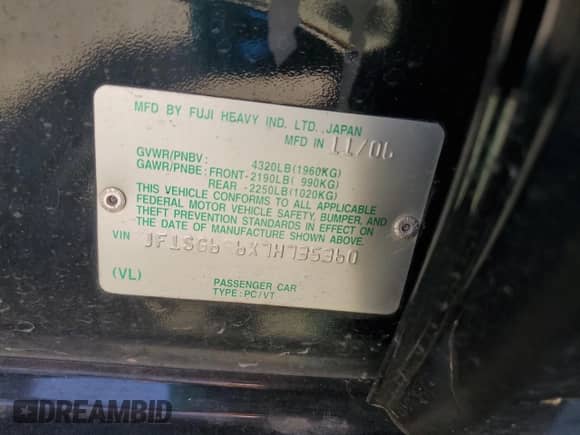 MFD BY FUJI HEAVY IND. LTD. JAPAN
MFD IN 11/06
GVWR/PNBV: 4320LB(1960KG)
GAWR/PNBE: FRONT-2190LB( 990KG)
REAR -2250LB(1020KG)
THIS VEHICLE CONFORMS TO ALL APPLICABLE
FEDERAL MOTOR VEHICLE SAFETY, BUMPER, AND
THEFT PREVENTION STANDARDS IN EFFECT ON
THE DATE OF MANUFACTURE SHOWN ABOVE.
VIN
(VL)
PASSENGER CAR
TYPE: PC/VT
DREAMBID